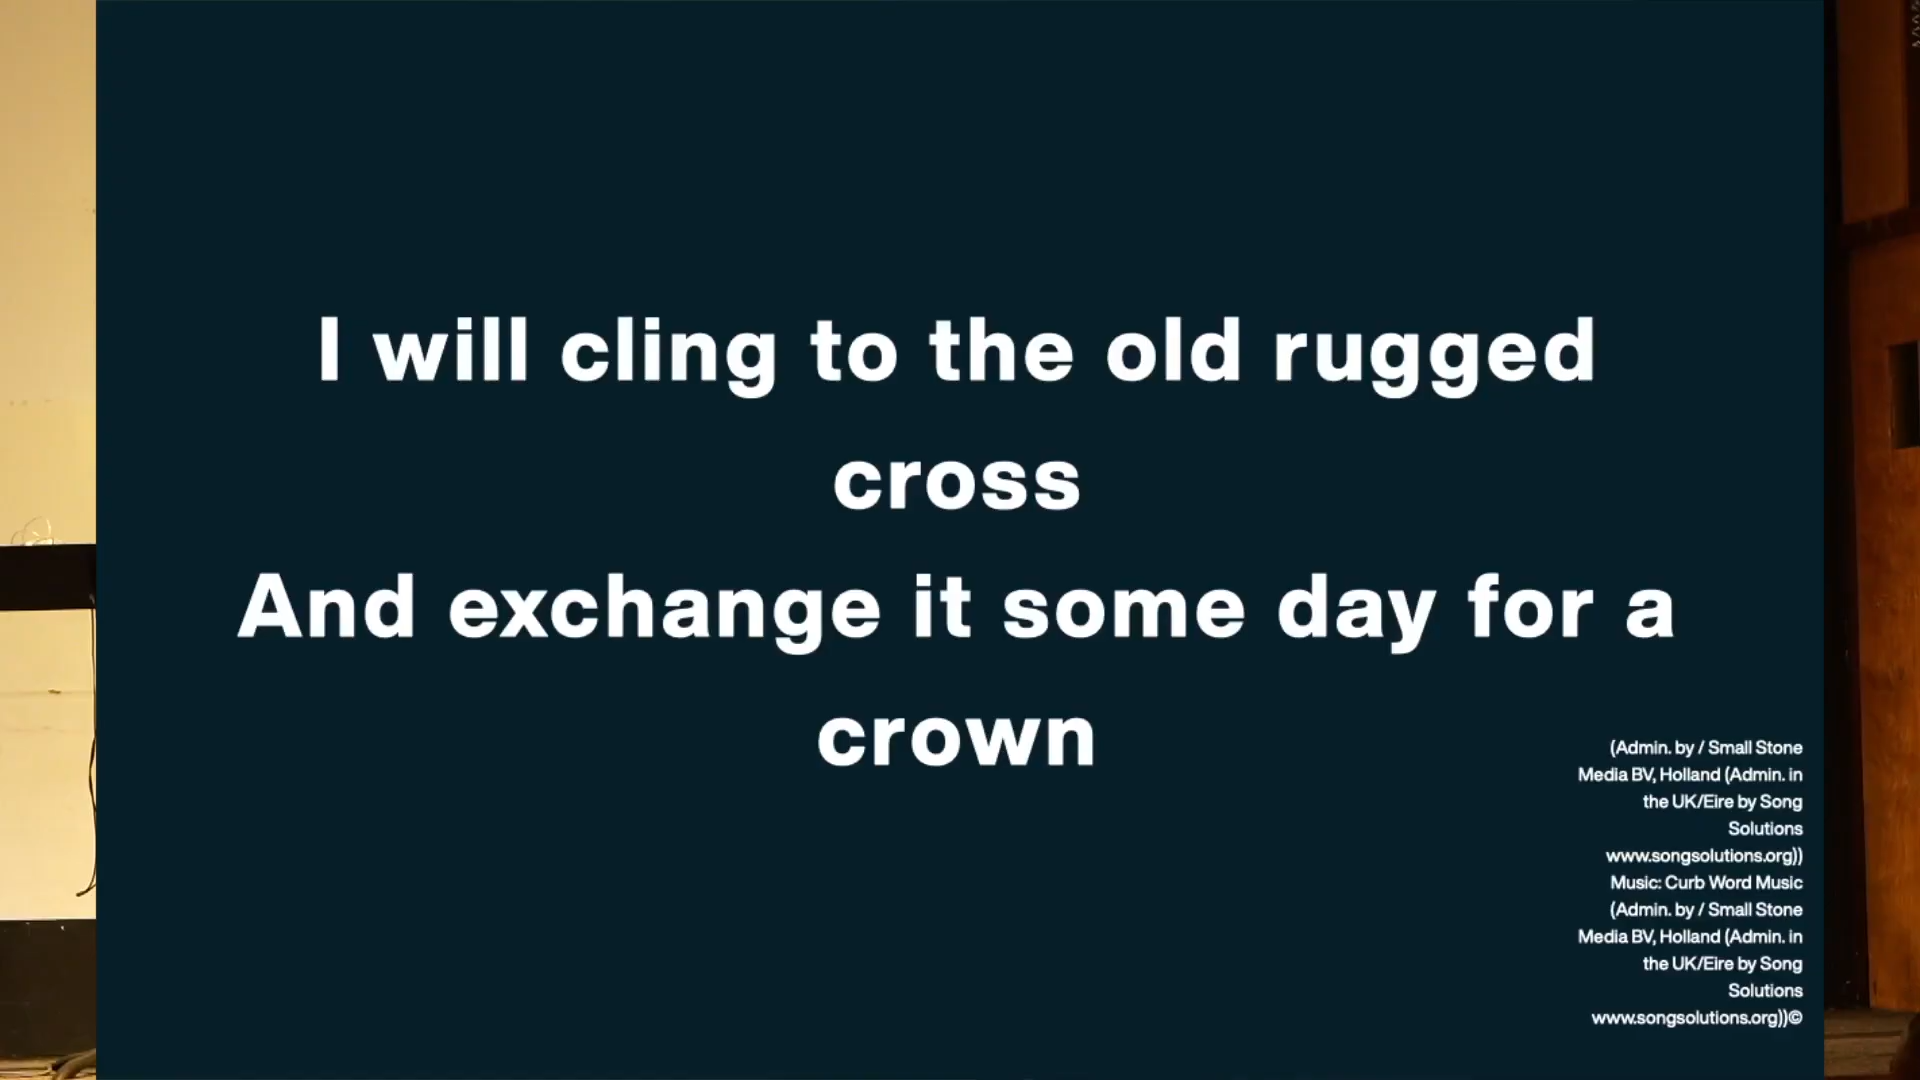 I will cling to the old rugged
cross
And exchange it some day for a
crown
(Admin. by / Small Stone
Media BV, Holland (Admin. in
the UK/Eire by Song
Solutions
www.songsolutions.org))
Music: Curb Word Music
(Admin. by / Small Stone
Media BV, Holland (Admin. in
the UK/Eire by Song
Solutions
www.songsolutions.org))©